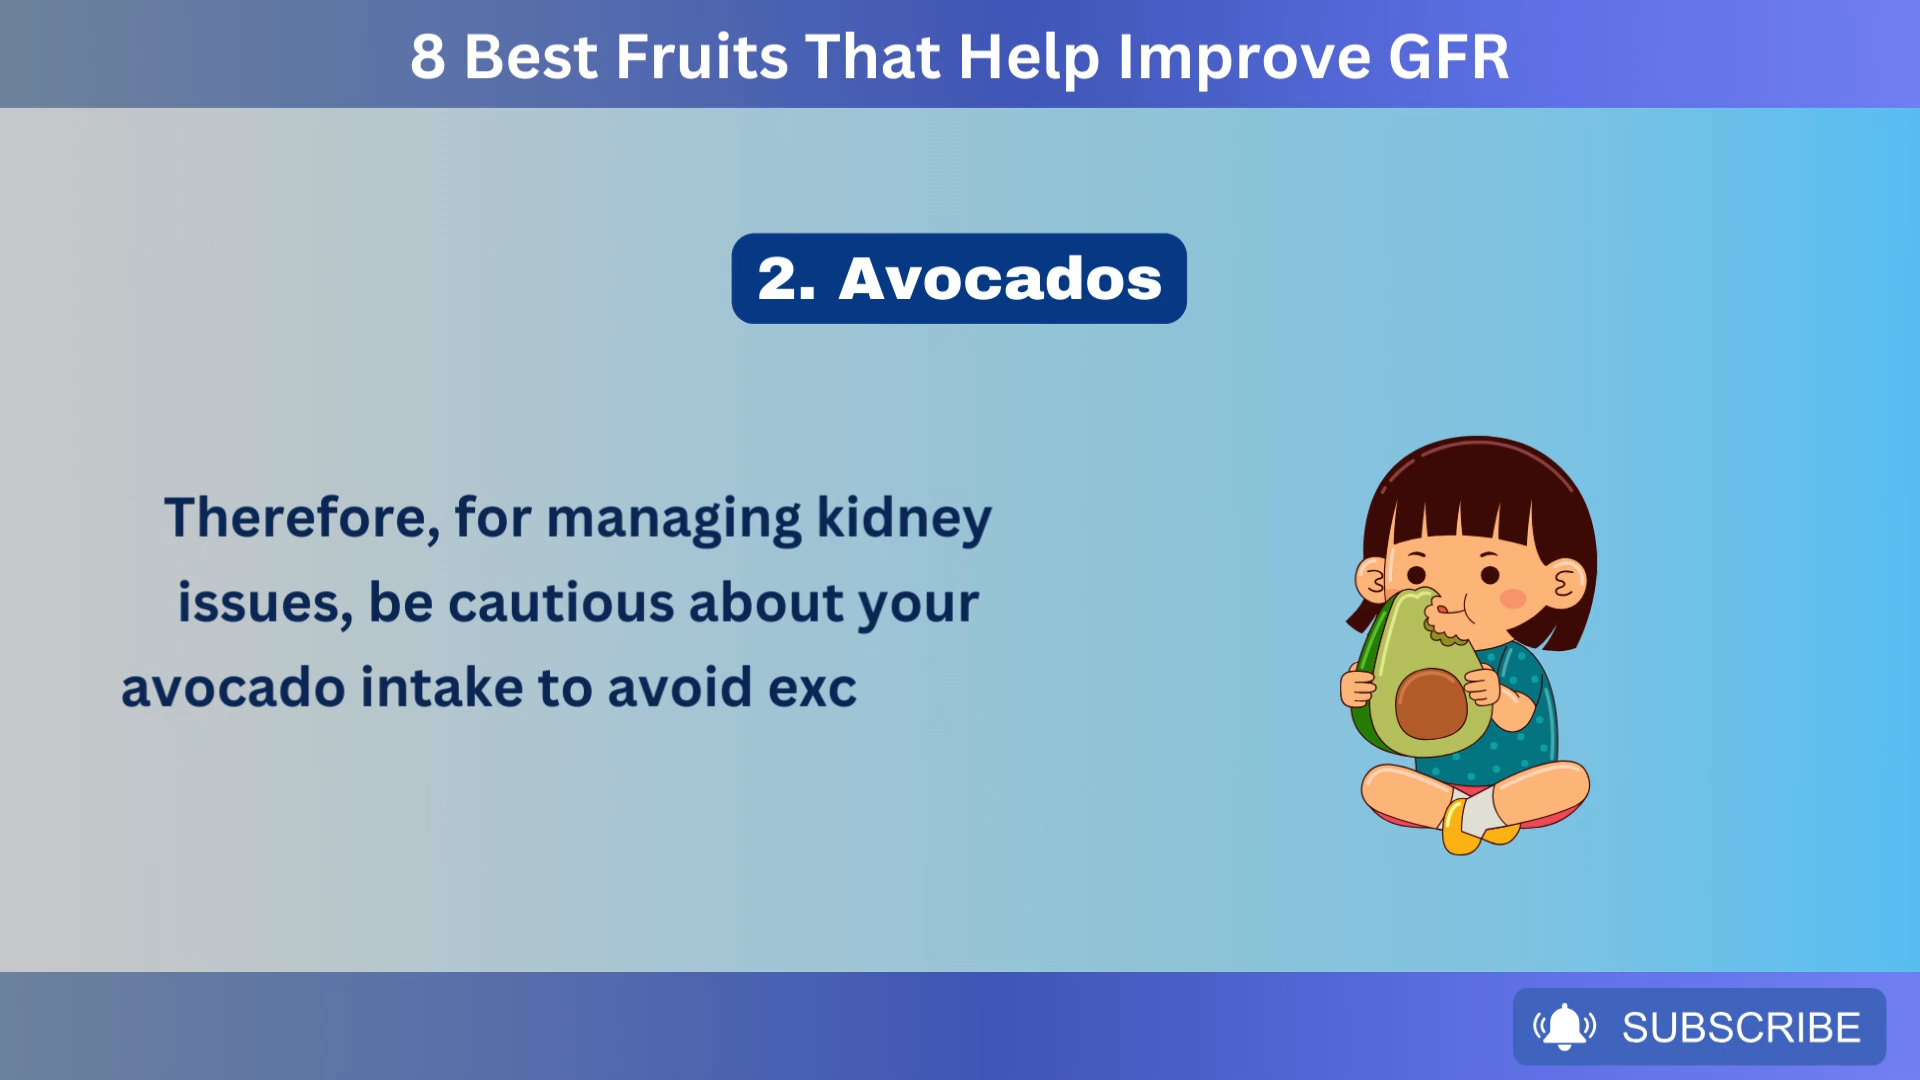 8 Best Fruits That Help Improve GFR
2. Avocados
Therefore, for managing kidney
issues, be cautious about your
avocado intake to avoid exc
SUBSCRIBE